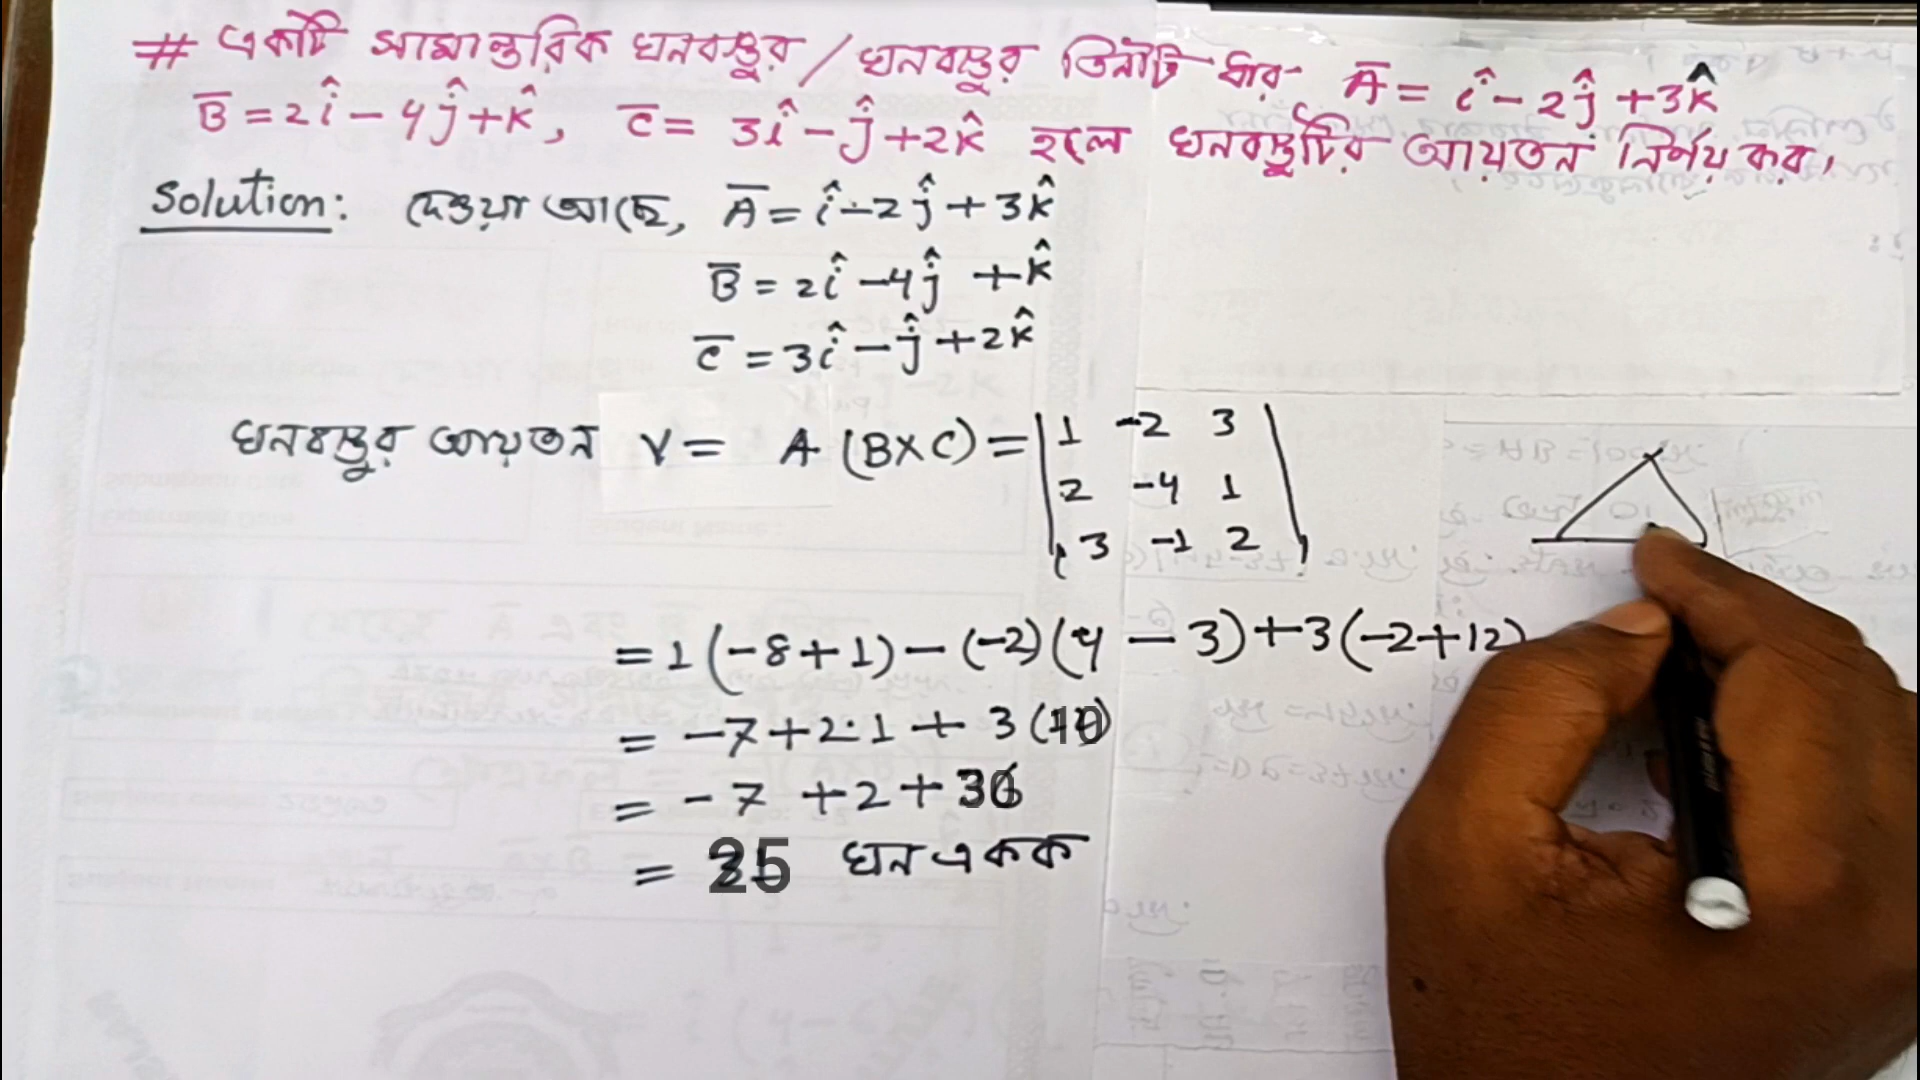 # একটি সামান্তরিক ঘনবস্তুর / ঘনবস্তুর তিনটি ধার A̅ = î - 2ĵ + 3k̂
B̅ = 2î - 4ĵ + k̂, C̅ = 3î - ĵ + 2k̂ হলে ঘনবস্তুটির আয়তন নির্ণয় কর।
Solution: দেওয়া আছে, A̅ = î - 2ĵ + 3k̂
B̅ = 2î - 4ĵ + k̂
C̅ = 3î - ĵ + 2k̂
ঘনবস্তুর আয়তন V = A (B×C) = | 1 -2 3 |
2 -4 1
3 -1 2
= 1(-8+1) - (-2)(4 - 3) + 3(-2+12)
= -7 + 2·1 + 3(10)
= -7 + 2 + 30
= 25 ঘন একক